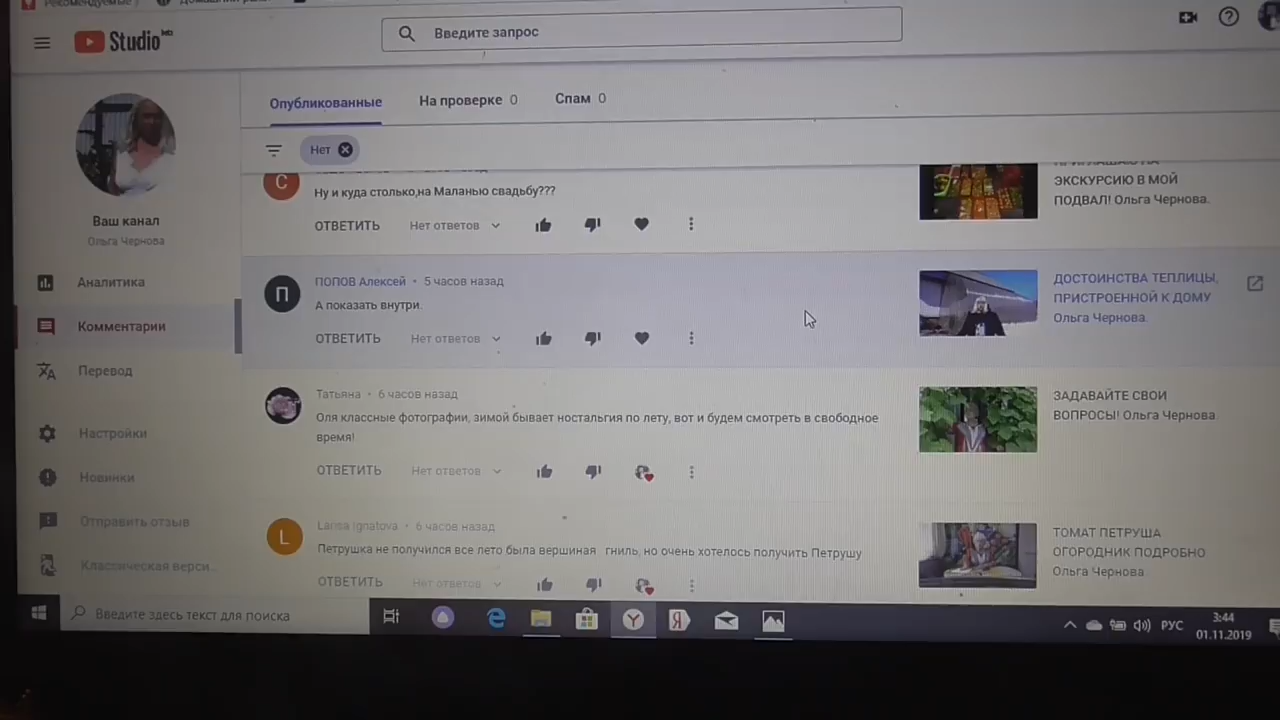 Рекомендуемые
Studio
Введите запрос
Опубликованные
На проверке 0
Спам 0
Нет
Ваш канал
Ольга Чернова
Аналитика
Комментарии
Перевод
Настройки
Новинки
Отправить отзыв
Классическая верси...
С
Ну и куда столько,на Маланью свадьбу???
ОТВЕТИТЬ Нет ответов
ЭКСКУРСИЮ В МОЙ
ПОДВАЛ! Ольга Чернова.
П
ПОПОВ Алексей • 5 часов назад
А показать внутри.
ОТВЕТИТЬ Нет ответов
ДОСТОИНСТВА ТЕПЛИЦЫ,
ПРИСТРОЕННОЙ К ДОМУ
Ольга Чернова.
Татьяна • 6 часов назад
Оля классные фотографии, зимой бывает ностальгия по лету, вот и будем смотреть в свободное
время!
ОТВЕТИТЬ Нет ответов
ЗАДАВАЙТЕ СВОИ
ВОПРОСЫ! Ольга Чернова.
L
Larisa Ignatova • 6 часов назад
Петрушка не получился все лето была вершиная гниль, но очень хотелось получить Петрушу
ОТВЕТИТЬ Нет ответов
ТОМАТ ПЕТРУША
ОГОРОДНИК ПОДРОБНО
Ольга Чернова.
Введите здесь текст для поиска
РУС
3:44
01.11.2019